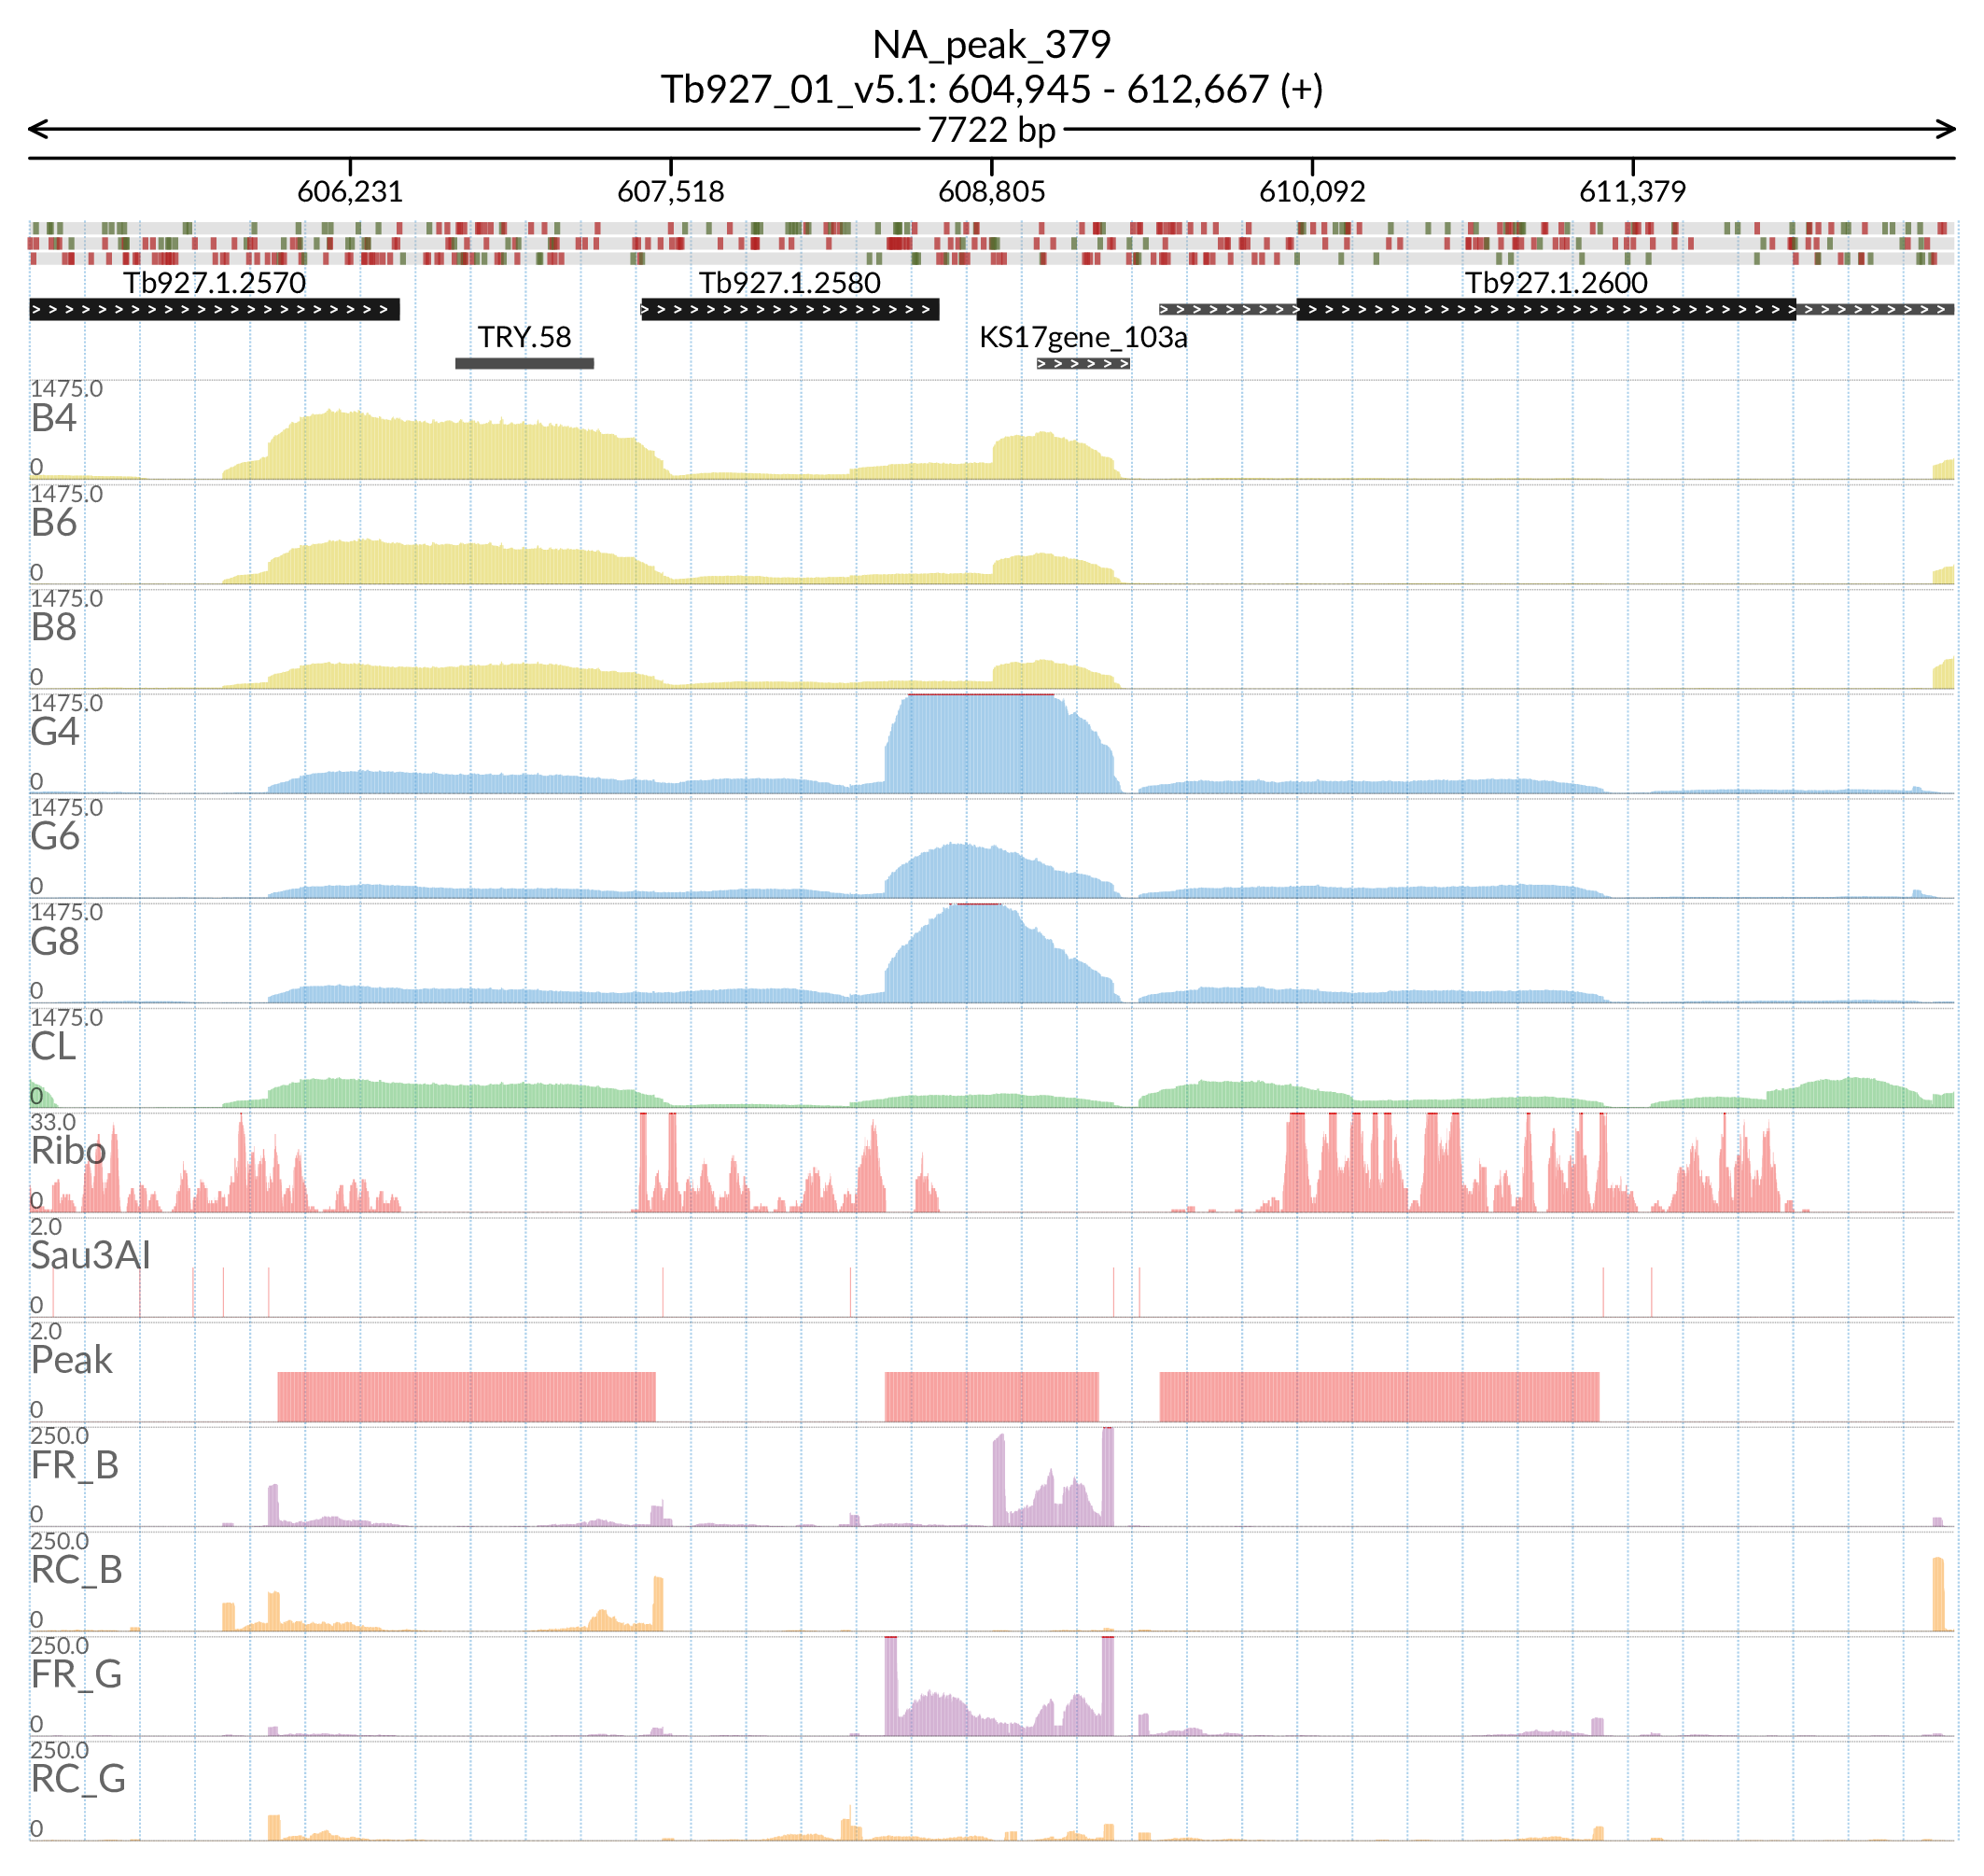 NA_peak_379
Tb927_01_v5.1: 604,945 - 612,667 (+)
7722 bp
606,231 607,518 608,805 610,092 611,379
Tb927.1.2570 Tb927.1.2580 Tb927.1.2600
TRY.58 KS17gene_103a
1475.0
B4
0
1475.0
B6
0
1475.0
B8
0
1475.0
G4
0
1475.0
G6
0
1475.0
G8
0
1475.0
CL
0
33.0
Ribo
0
2.0
Sau3AI
0
2.0
Peak
0
250.0
FR_B
0
250.0
RC_B
0
250.0
FR_G
0
250.0
RC_G
0